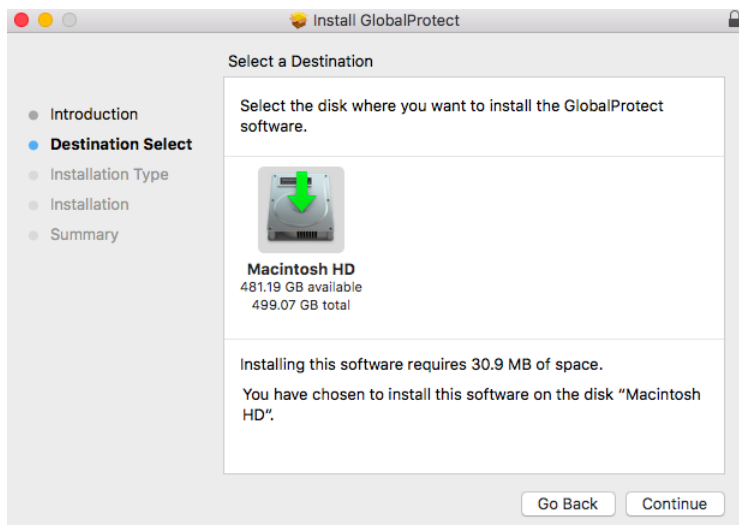 Install GlobalProtect
Select a Destination
Introduction
Destination Select
Installation Type
Installation
Summary
Select the disk where you want to install the GlobalProtect
software.
Macintosh HD
481.19 GB available
499.07 GB total
Installing this software requires 30.9 MB of space.
You have chosen to install this software on the disk “Macintosh
HD”.
Go Back
Continue